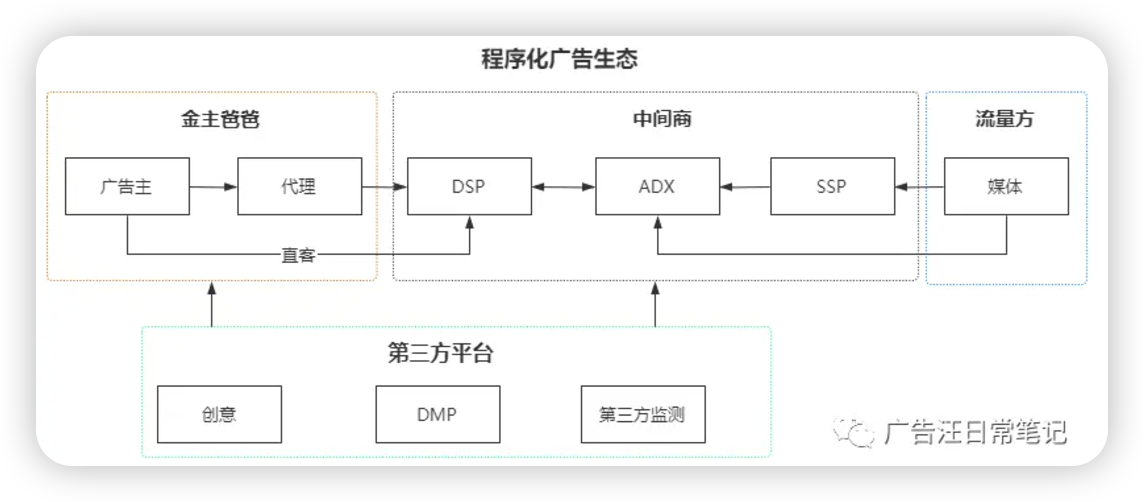 程序化广告生态
金主爸爸
中间商
流量方
广告主
代理
DSP
ADX
SSP
媒体
直客
第三方平台
创意
DMP
第三方监测
广告汪日常笔记